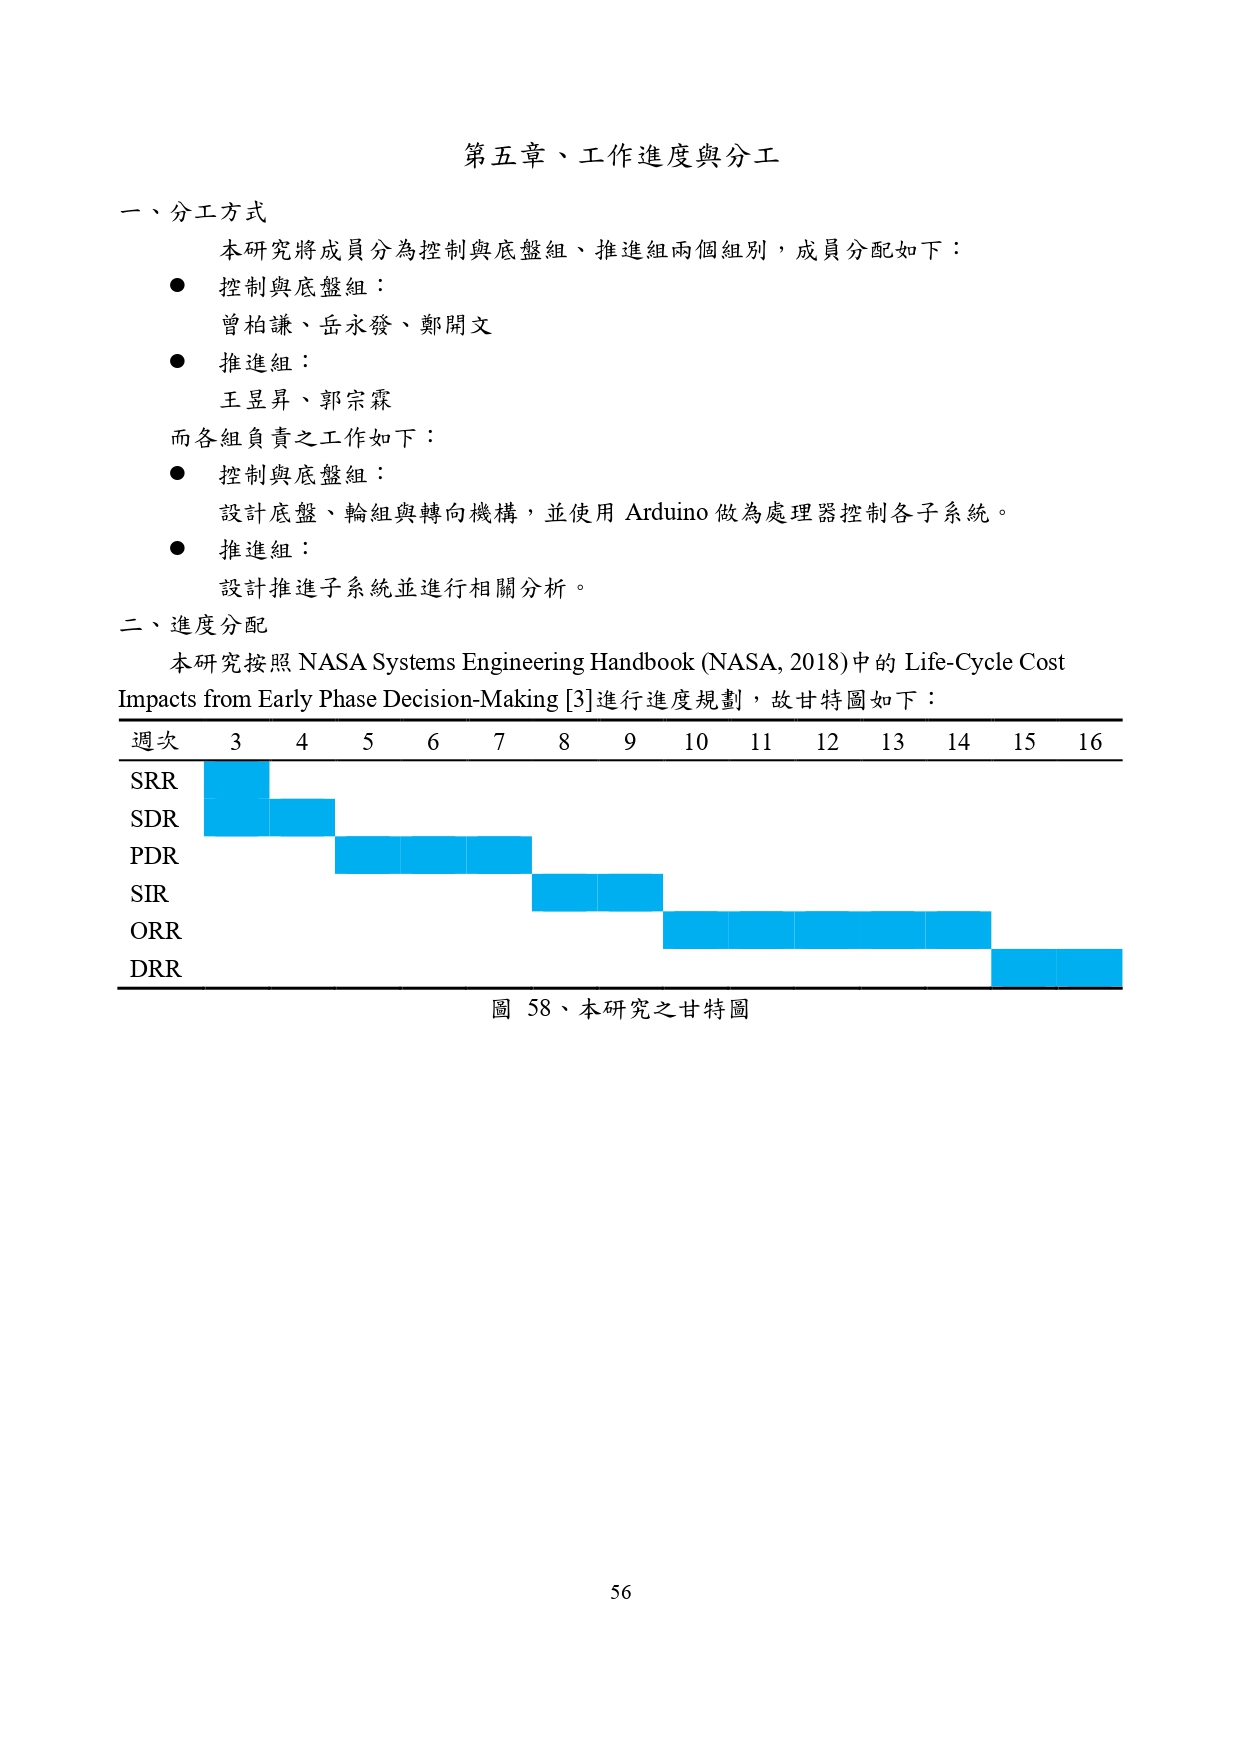 第五章、工作進度與分工
一、分工方式
本研究將成員分為控制與底盤組、推進組兩個組別，成員分配如下：
● 控制與底盤組：
曾柏謙、岳永發、鄭開文
● 推進組：
王昱昇、郭宗霖
而各組負責之工作如下：
● 控制與底盤組：
設計底盤、輪組與轉向機構，並使用 Arduino 做為處理器控制各子系統。
● 推進組：
設計推進子系統並進行相關分析。
二、進度分配
本研究按照 NASA Systems Engineering Handbook (NASA, 2018)中的 Life-Cycle Cost
Impacts from Early Phase Decision-Making [3]進行進度規劃，故甘特圖如下：
週次 3 4 5 6 7 8 9 10 11 12 13 14 15 16
SRR
SDR
PDR
SIR
ORR
DRR
圖 58、本研究之甘特圖
56